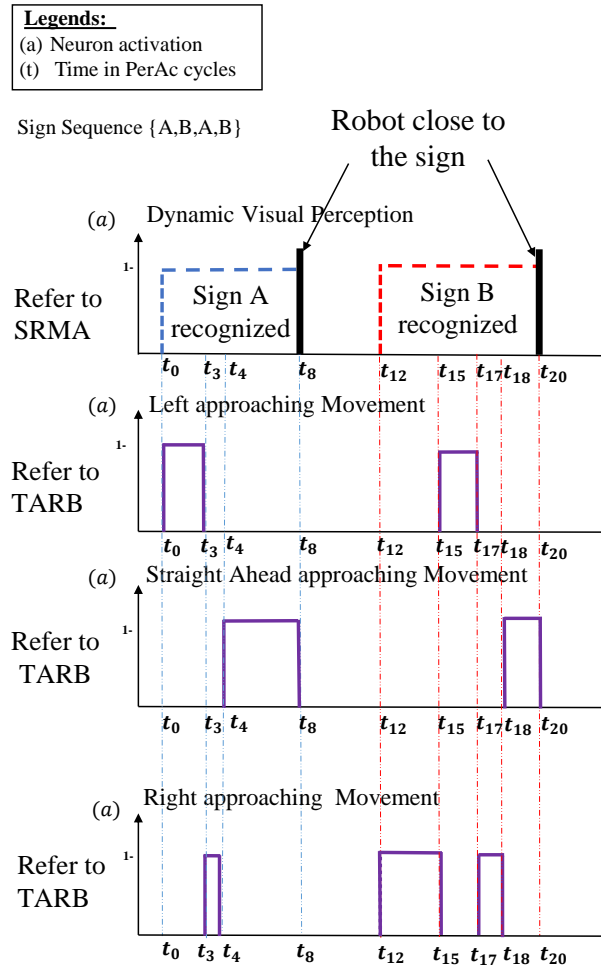 Legends:
(a) Neuron activation
(t) Time in PerAc cycles
Sign Sequence {A,B,A,B}
Robot close to
the sign
(a) Dynamic Visual Perception
1-
Refer to
SRMA
Sign A
recognized
Sign B
recognized
t0 t3 t4 t8 t12 t15 t17 t18 t20
(a) Left approaching Movement
1-
Refer to
TARB
t0 t3 t4 t8 t12 t15 t17 t18 t20
(a) Straight Ahead approaching Movement
1-
Refer to
TARB
t0 t3 t4 t8 t12 t15 t17 t18 t20
(a) Right approaching Movement
1-
Refer to
TARB
t0 t3 t4 t8 t12 t15 t17 t18 t20